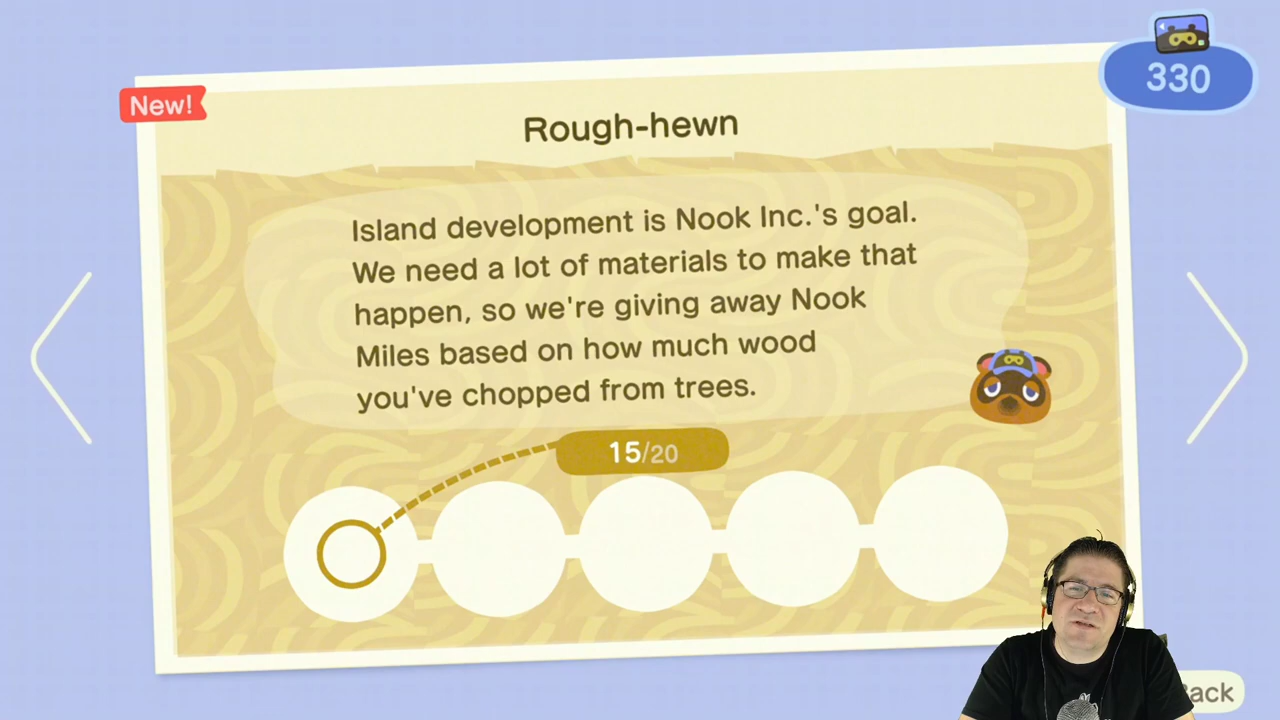 330
New!
Rough-hewn
Island development is Nook Inc.'s goal.
We need a lot of materials to make that
happen, so we're giving away Nook
Miles based on how much wood
you've chopped from trees.
15/20
Back